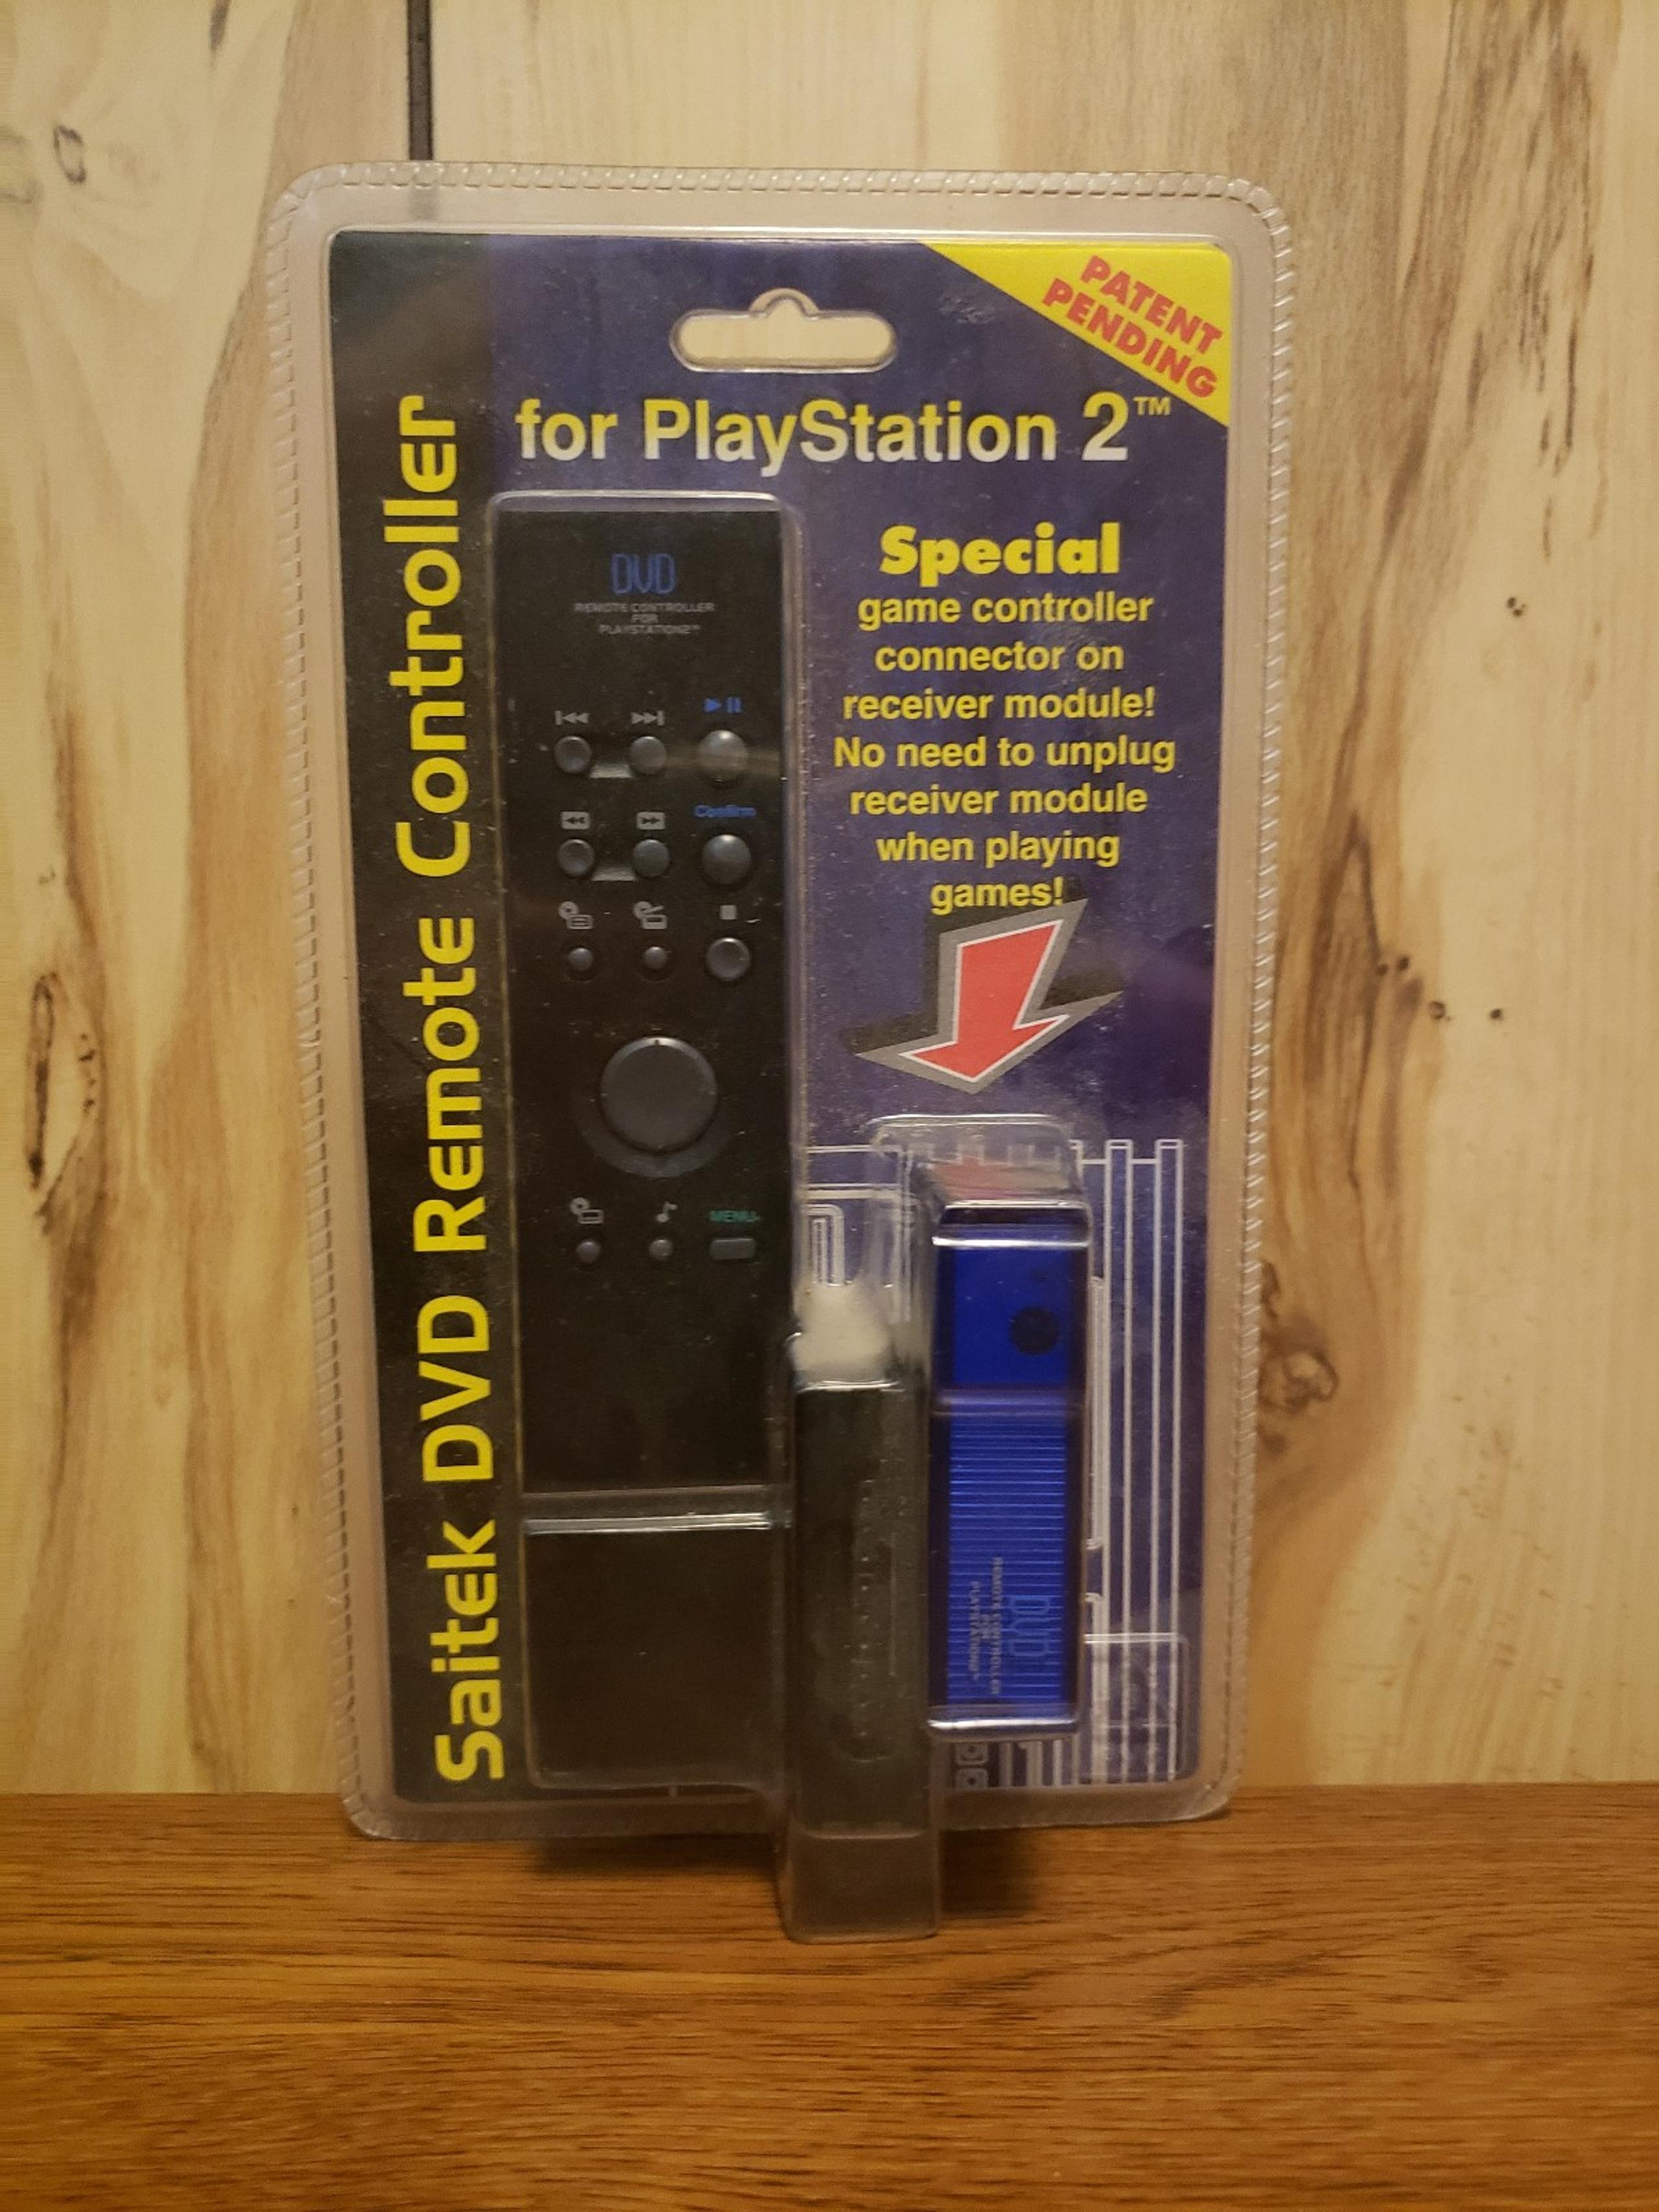 PATENT
PENDING
for PlayStation 2™
Saitek DVD Remote Controller
Special
game controller
connector on
receiver module!
No need to unplug
receiver module
when playing
games!
DVD
REMOTE CONTROLLER
FOR
PLAYSTATION2™
Confirm
MENU
DVD
REMOTE CONTROLLER
FOR
PLAYSTATION2™